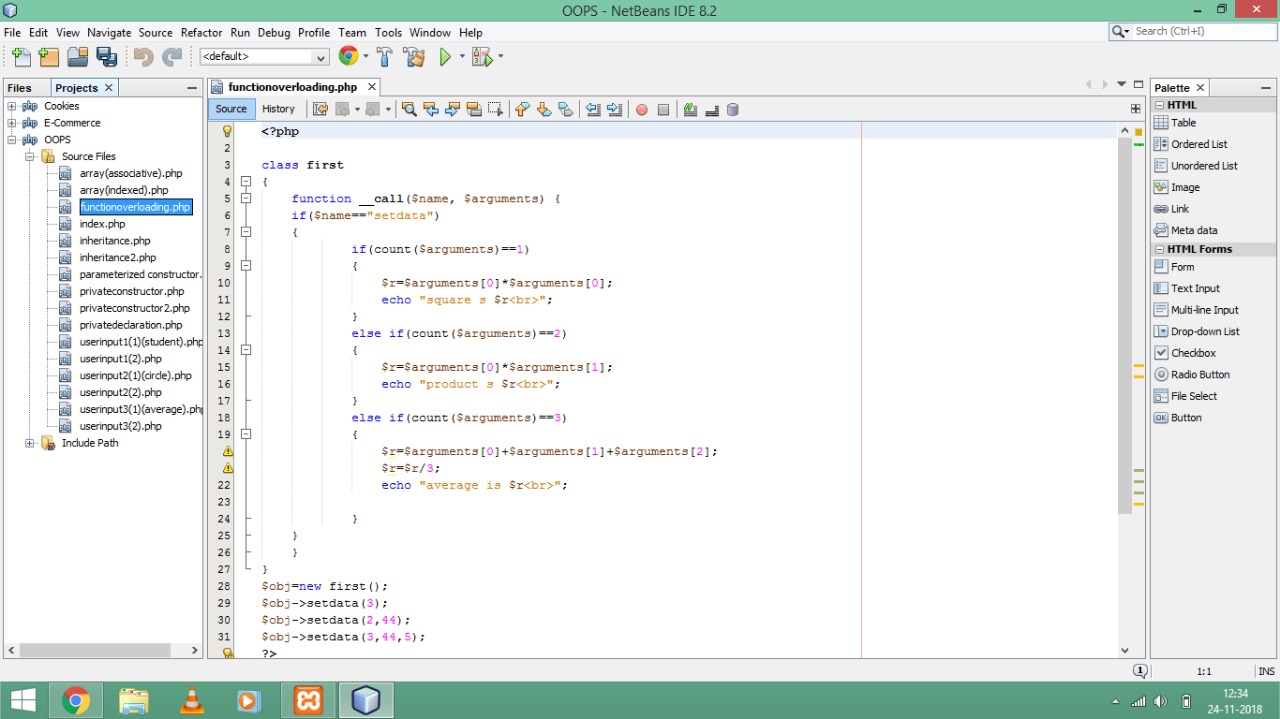 OOPS - NetBeans IDE 8.2
File Edit View Navigate Source Refactor Run Debug Profile Team Tools Window Help
Search (Ctrl+I)
<default>
Files Projects
functionoverloading.php
Palette
Source History
Cookies
E-Commerce
OOPS
Source Files
array(associative).php
array(indexed).php
functionoverloading.php
index.php
inheritance.php
inheritance2.php
parameterized constructor.
privateconstructor.php
privateconstructor2.php
privatedeclaration.php
userinput1(1)(student).php
userinput1(2).php
userinput2(1)(circle).php
userinput2(2).php
userinput3(1)(average).php
userinput3(2).php
Include Path
<?php
2
3 class first
4 {
5 function __call($name, $arguments) {
6 if($name=="setdata")
7 {
8 if(count($arguments)==1)
9 {
10 $r=$arguments[0]*$arguments[0];
11 echo "square s $r<br>";
12 }
13 else if(count($arguments)==2)
14 {
15 $r=$arguments[0]*$arguments[1];
16 echo "product s $r<br>";
17 }
18 else if(count($arguments)==3)
19 {
$r=$arguments[0]+$arguments[1]+$arguments[2];
$r=$r/3;
22 echo "average is $r<br>";
23
24 }
25 }
26 }
27 }
28 $obj=new first();
29 $obj->setdata(3);
30 $obj->setdata(2,44);
31 $obj->setdata(3,44,5);
?>
HTML
Table
Ordered List
Unordered List
Image
Link
Meta data
HTML Forms
Form
Text Input
Multi-line Input
Drop-down List
Checkbox
Radio Button
File Select
OK Button
1 1:1 INS
12:34
24-11-2018